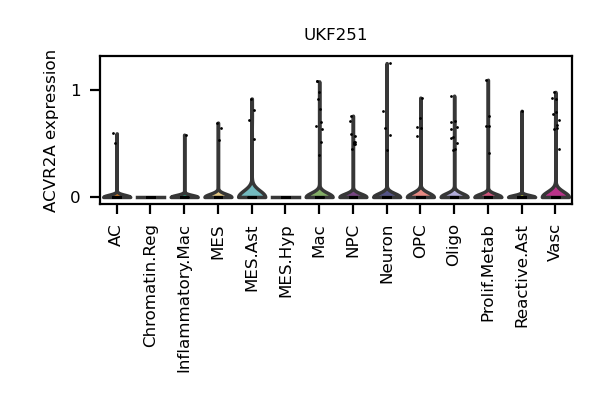 UKF251
ACVR2A expression
1
0
AC
Chromatin.Reg
Inflammatory.Mac
MES
MES.Ast
MES.Hyp
Mac
NPC
Neuron
OPC
Oligo
Prolif.Metab
Reactive.Ast
Vasc